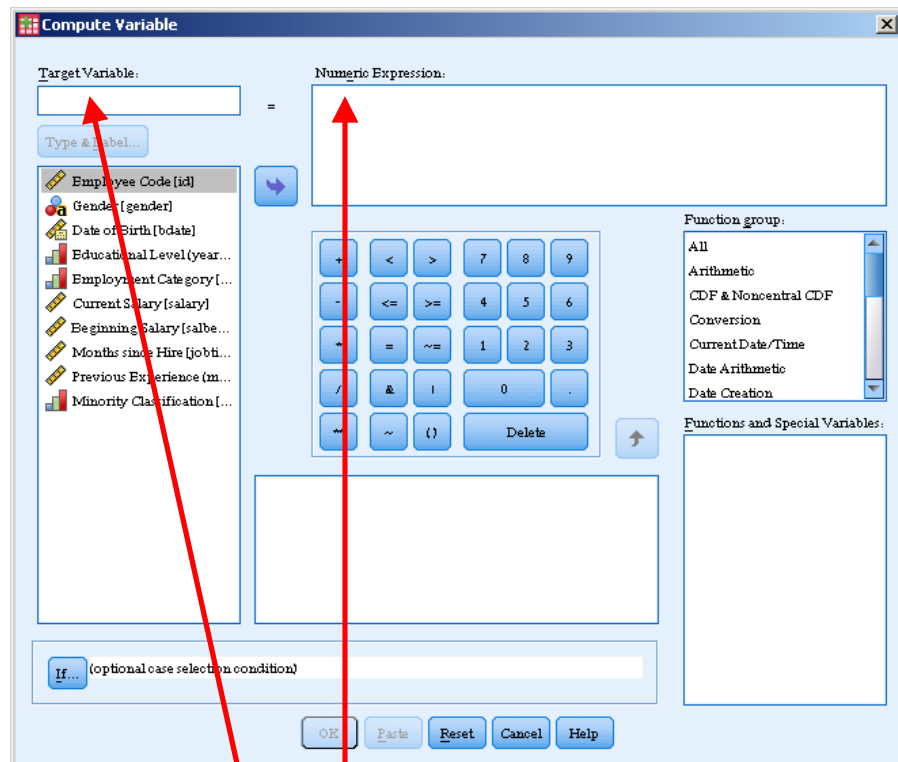 Compute Variable
Target Variable:
Numeric Expression:
=
Type & Label...
Employee Code [id]
Gender [gender]
Date of Birth [bdate]
Educational Level (year...
Employment Category [...
Current Salary [salary]
Beginning Salary [salbe...
Months since Hire [jobti...
Previous Experience (m...
Minority Classification [...
+ < > 7 8 9
- <= >= 4 5 6
* = ~= 1 2 3
/ & | 0 .
** ~ () Delete
Function group:
All
Arithmetic
CDF & Noncentral CDF
Conversion
Current Date/Time
Date Arithmetic
Date Creation
Functions and Special Variables:
If... (optional case selection condition)
OK Paste Reset Cancel Help